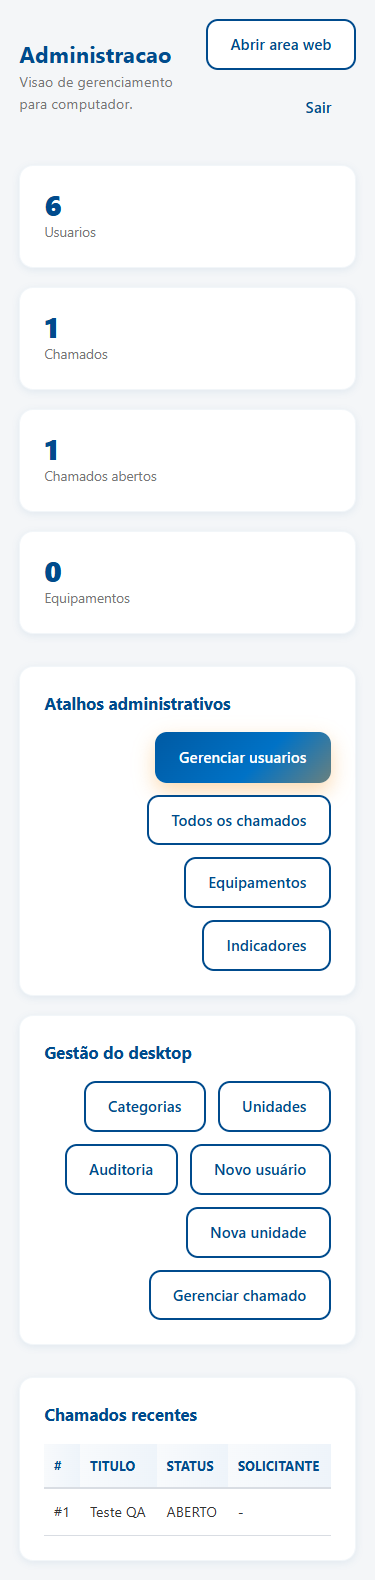 Administracao
Visao de gerenciamento
para computador.
Abrir area web
Sair
6
Usuarios
1
Chamados
1
Chamados abertos
0
Equipamentos
Atalhos administrativos
Gerenciar usuarios
Todos os chamados
Equipamentos
Indicadores
Gestão do desktop
Categorias Unidades
Auditoria Novo usuário
Nova unidade
Gerenciar chamado
Chamados recentes
# TITULO STATUS SOLICITANTE
#1 Teste QA ABERTO -